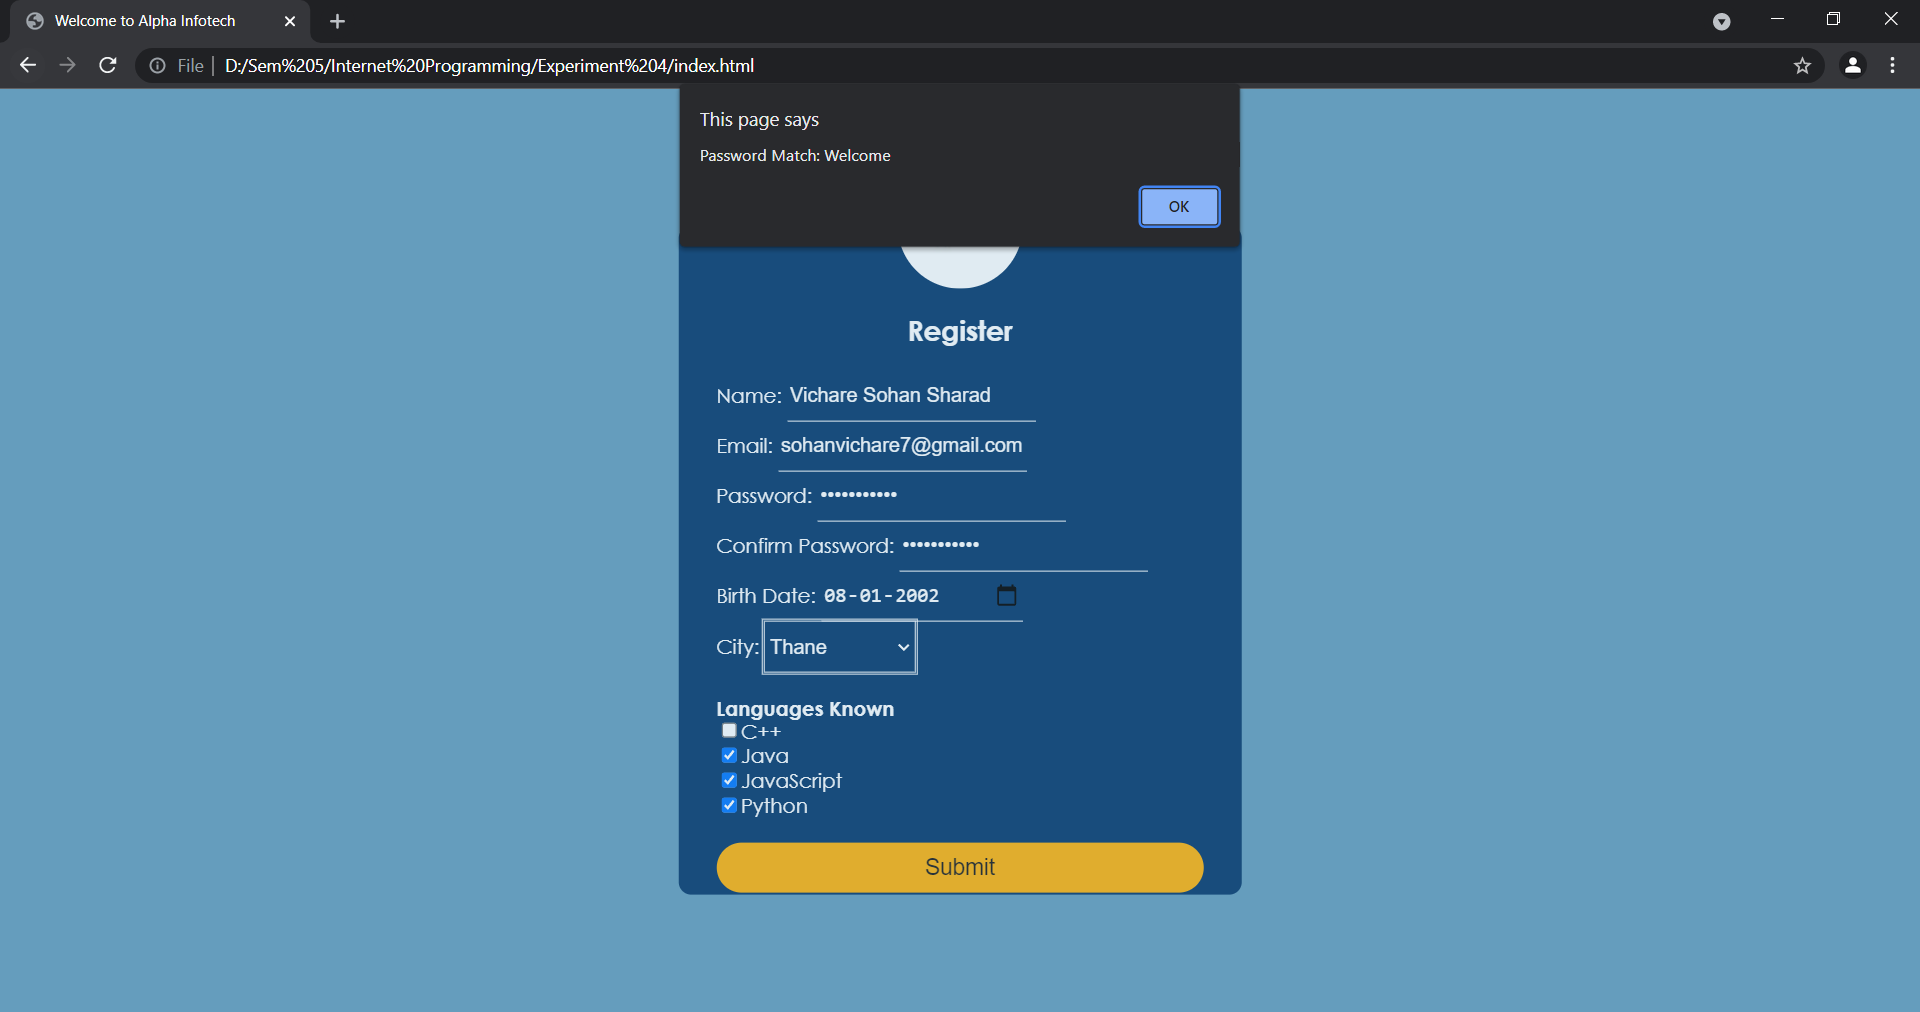 Welcome to Alpha Infotech
File | D:/Sem%205/Internet%20Programming/Experiment%204/index.html
This page says
Password Match: Welcome
OK
Register
Name: Vichare Sohan Sharad
Email: sohanvichare7@gmail.com
Password: •••••••••••
Confirm Password: •••••••••••
Birth Date: 08-01-2002
City: Thane
Languages Known
C++
Java
JavaScript
Python
Submit